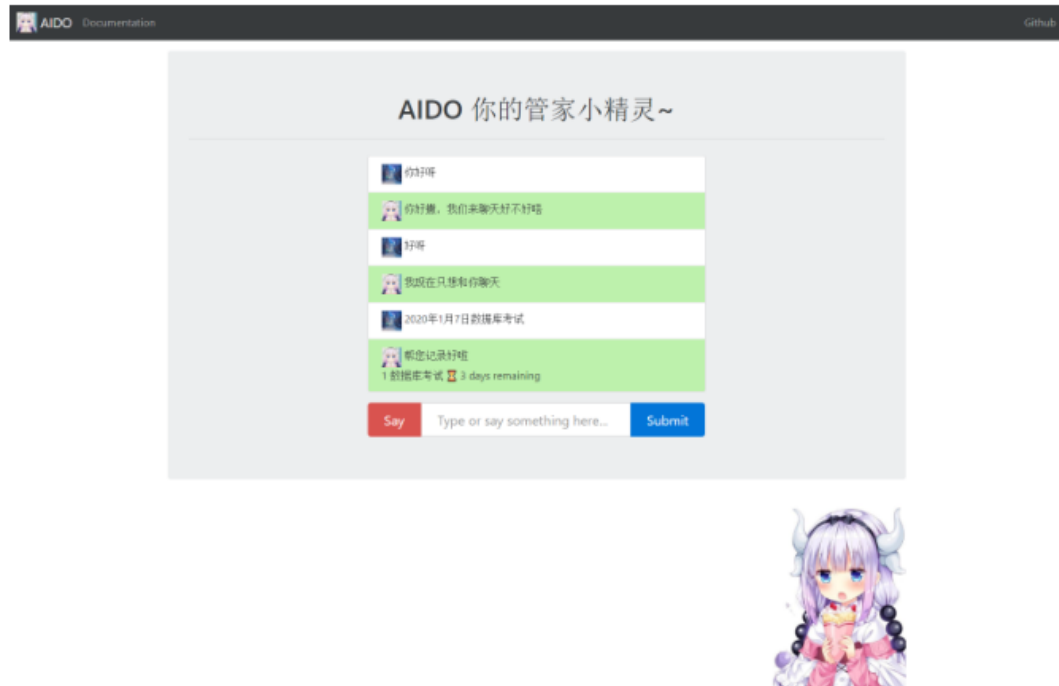 AIDO Documentation Github
AIDO 你的管家小精灵~
你好呀
你好撒，我们来聊天好不好哇
好呀
我现在只想和你聊天
2020年1月7日数据库考试
帮您记录好啦
1 数据库考试 ⏳ 3 days remaining
Say Type or say something here... Submit